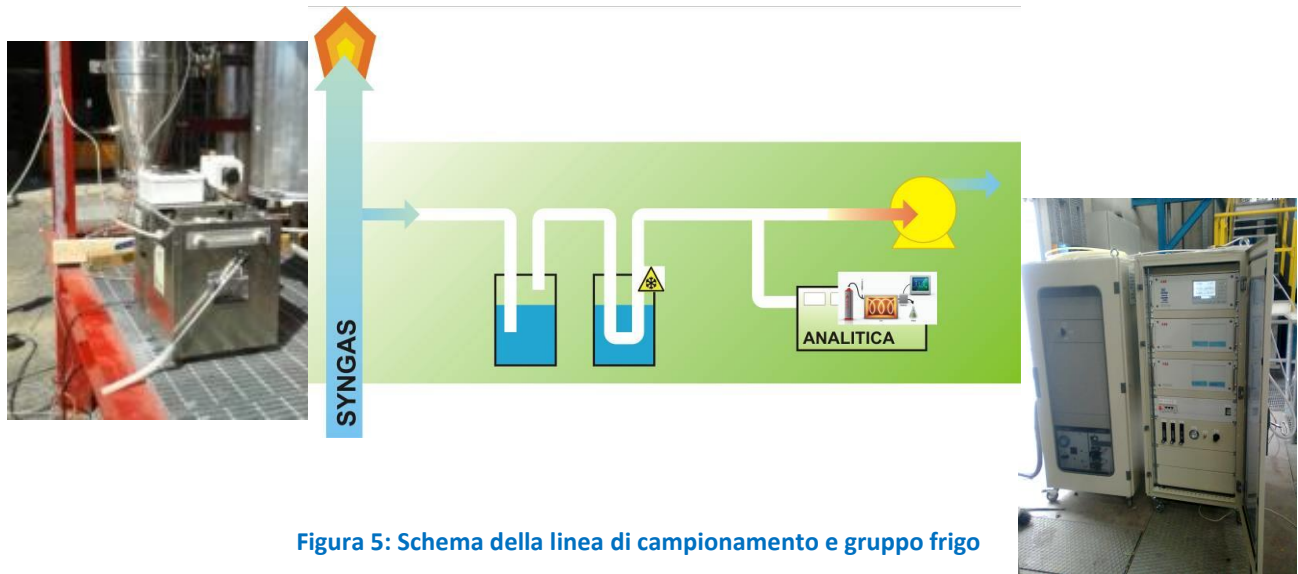 SYNGAS
ANALITICA
Figura 5: Schema della linea di campionamento e gruppo frigo